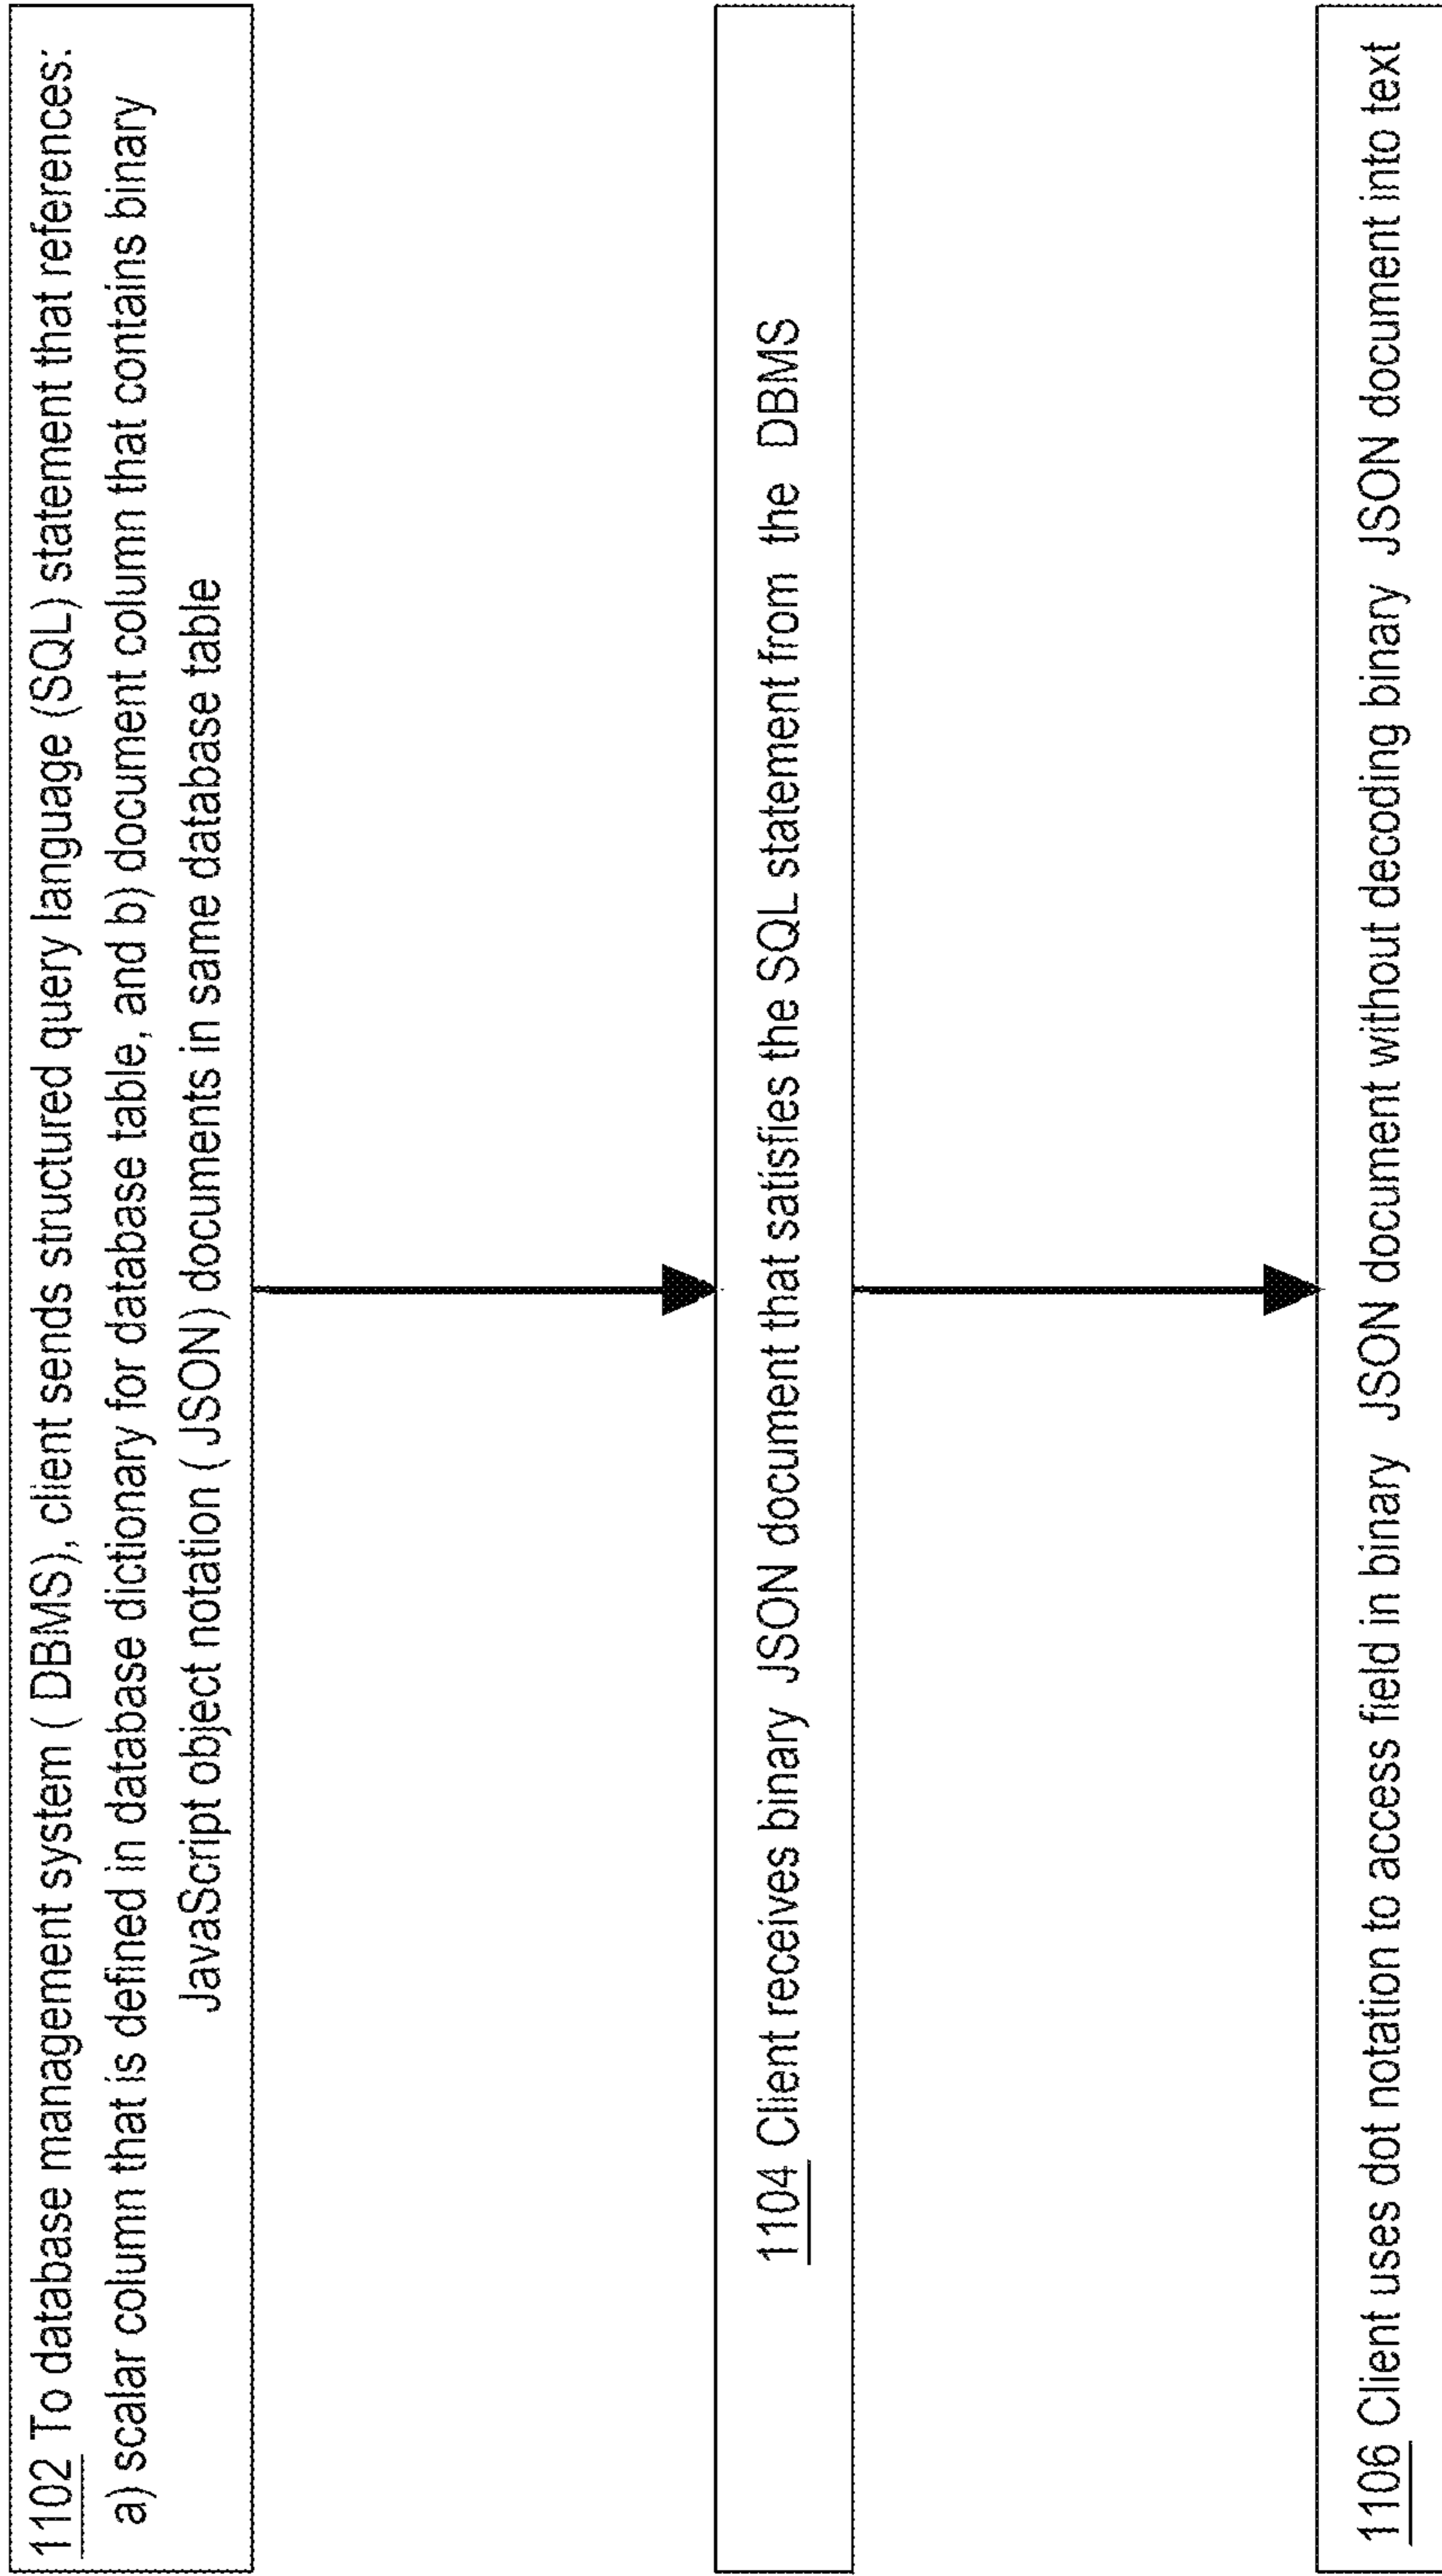 1102 To database management system ( DBMS), client sends structured query language (SQL) statement that references:
a) scalar column that is defined in database dictionary for database table, and b) document column that contains binary
JavaScript object notation ( JSON) documents in same database table
1104 Client receives binary JSON document that satisfies the SQL statement from the DBMS
1106 Client uses dot notation to access field in binary JSON document without decoding binary JSON document into text